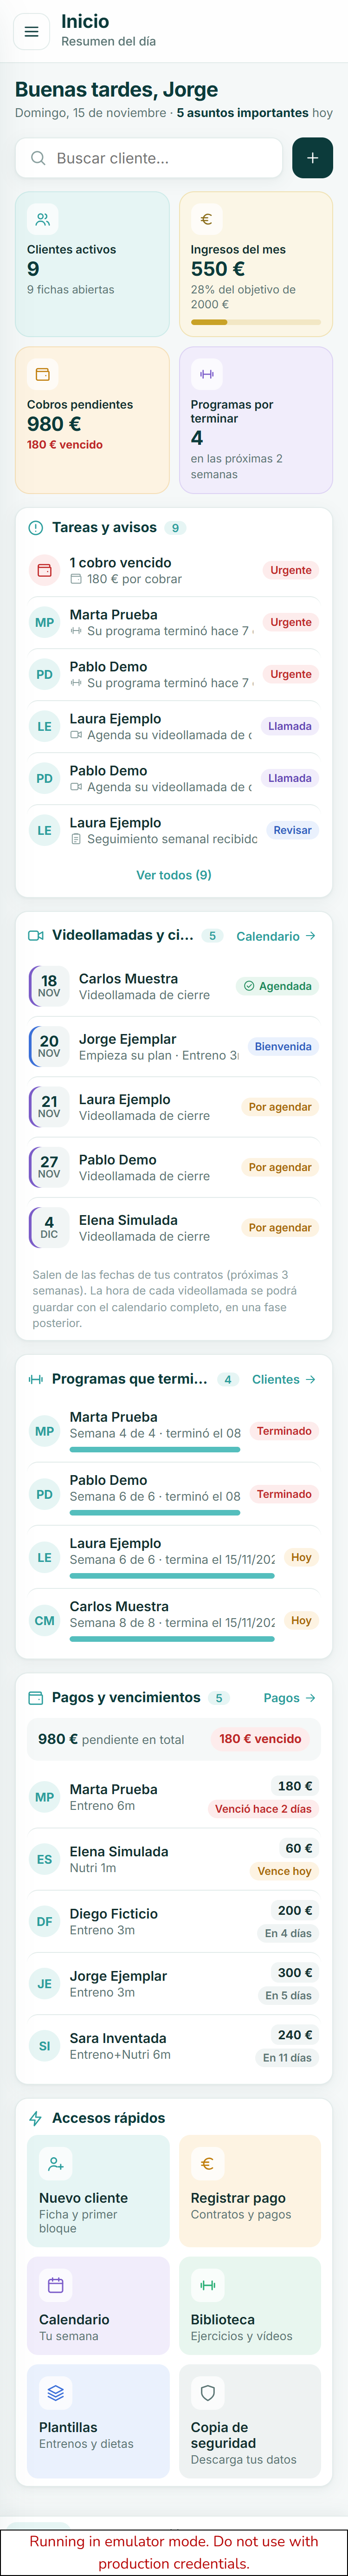 Inicio
Resumen del día
Buenas tardes, Jorge
Domingo, 15 de noviembre · 5 asuntos importantes hoy
Buscar cliente...
Clientes activos
9
9 fichas abiertas
Ingresos del mes
550 €
28% del objetivo de
2000 €
Cobros pendientes
980 €
180 € vencido
Programas por
terminar
4
en las próximas 2
semanas
Tareas y avisos 9
1 cobro vencido
180 € por cobrar
Urgente
MP
Marta Prueba
Su programa terminó hace 7
Urgente
PD
Pablo Demo
Su programa terminó hace 7
Urgente
LE
Laura Ejemplo
Agenda su videollamada de c
Llamada
PD
Pablo Demo
Agenda su videollamada de c
Llamada
LE
Laura Ejemplo
Seguimiento semanal recibido
Revisar
Ver todos (9)
Videollamadas y ci... 5 Calendario →
18
NOV
Carlos Muestra
Videollamada de cierre
Agendada
20
NOV
Jorge Ejemplar
Empieza su plan · Entreno 3
Bienvenida
21
NOV
Laura Ejemplo
Videollamada de cierre
Por agendar
27
NOV
Pablo Demo
Videollamada de cierre
Por agendar
4
DIC
Elena Simulada
Videollamada de cierre
Por agendar
Salen de las fechas de tus contratos (próximas 3
semanas). La hora de cada videollamada se podrá
guardar con el calendario completo, en una fase
posterior.
Programas que termi... 4 Clientes →
MP
Marta Prueba
Semana 4 de 4 · terminó el 08
Terminado
PD
Pablo Demo
Semana 6 de 6 · terminó el 08
Terminado
LE
Laura Ejemplo
Semana 6 de 6 · termina el 15/11/202
Hoy
CM
Carlos Muestra
Semana 8 de 8 · termina el 15/11/202
Hoy
Pagos y vencimientos 5 Pagos →
980 € pendiente en total 180 € vencido
MP
Marta Prueba
Entreno 6m
180 €
Venció hace 2 días
ES
Elena Simulada
Nutri 1m
60 €
Vence hoy
DF
Diego Ficticio
Entreno 3m
200 €
En 4 días
JE
Jorge Ejemplar
Entreno 3m
300 €
En 5 días
SI
Sara Inventada
Entreno+Nutri 6m
240 €
En 11 días
Accesos rápidos
Nuevo cliente
Ficha y primer
bloque
Registrar pago
Contratos y pagos
Calendario
Tu semana
Biblioteca
Ejercicios y vídeos
Plantillas
Entrenos y dietas
Copia de
seguridad
Descarga tus datos
Running in emulator mode. Do not use with
production credentials.